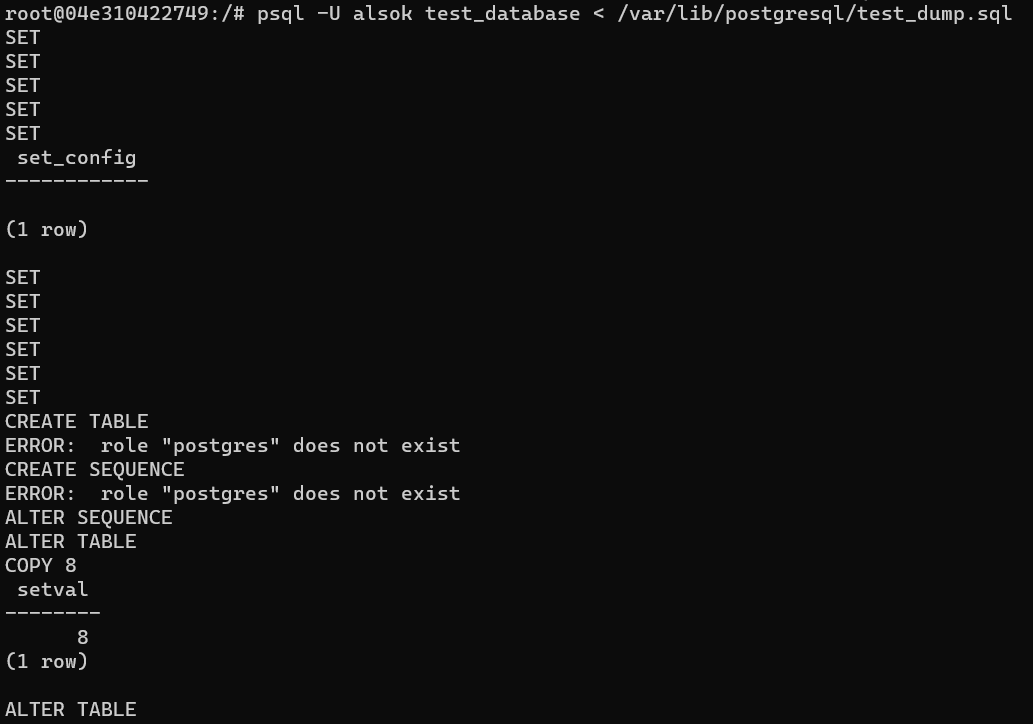 root@04e310422749:/# psql -U alsok test_database < /var/lib/postgresql/test_dump.sql
SET
SET
SET
SET
SET
 set_config
------------

(1 row)

SET
SET
SET
SET
SET
SET
CREATE TABLE
ERROR:  role "postgres" does not exist
CREATE SEQUENCE
ERROR:  role "postgres" does not exist
ALTER SEQUENCE
ALTER TABLE
COPY 8
 setval
--------
      8
(1 row)

ALTER TABLE